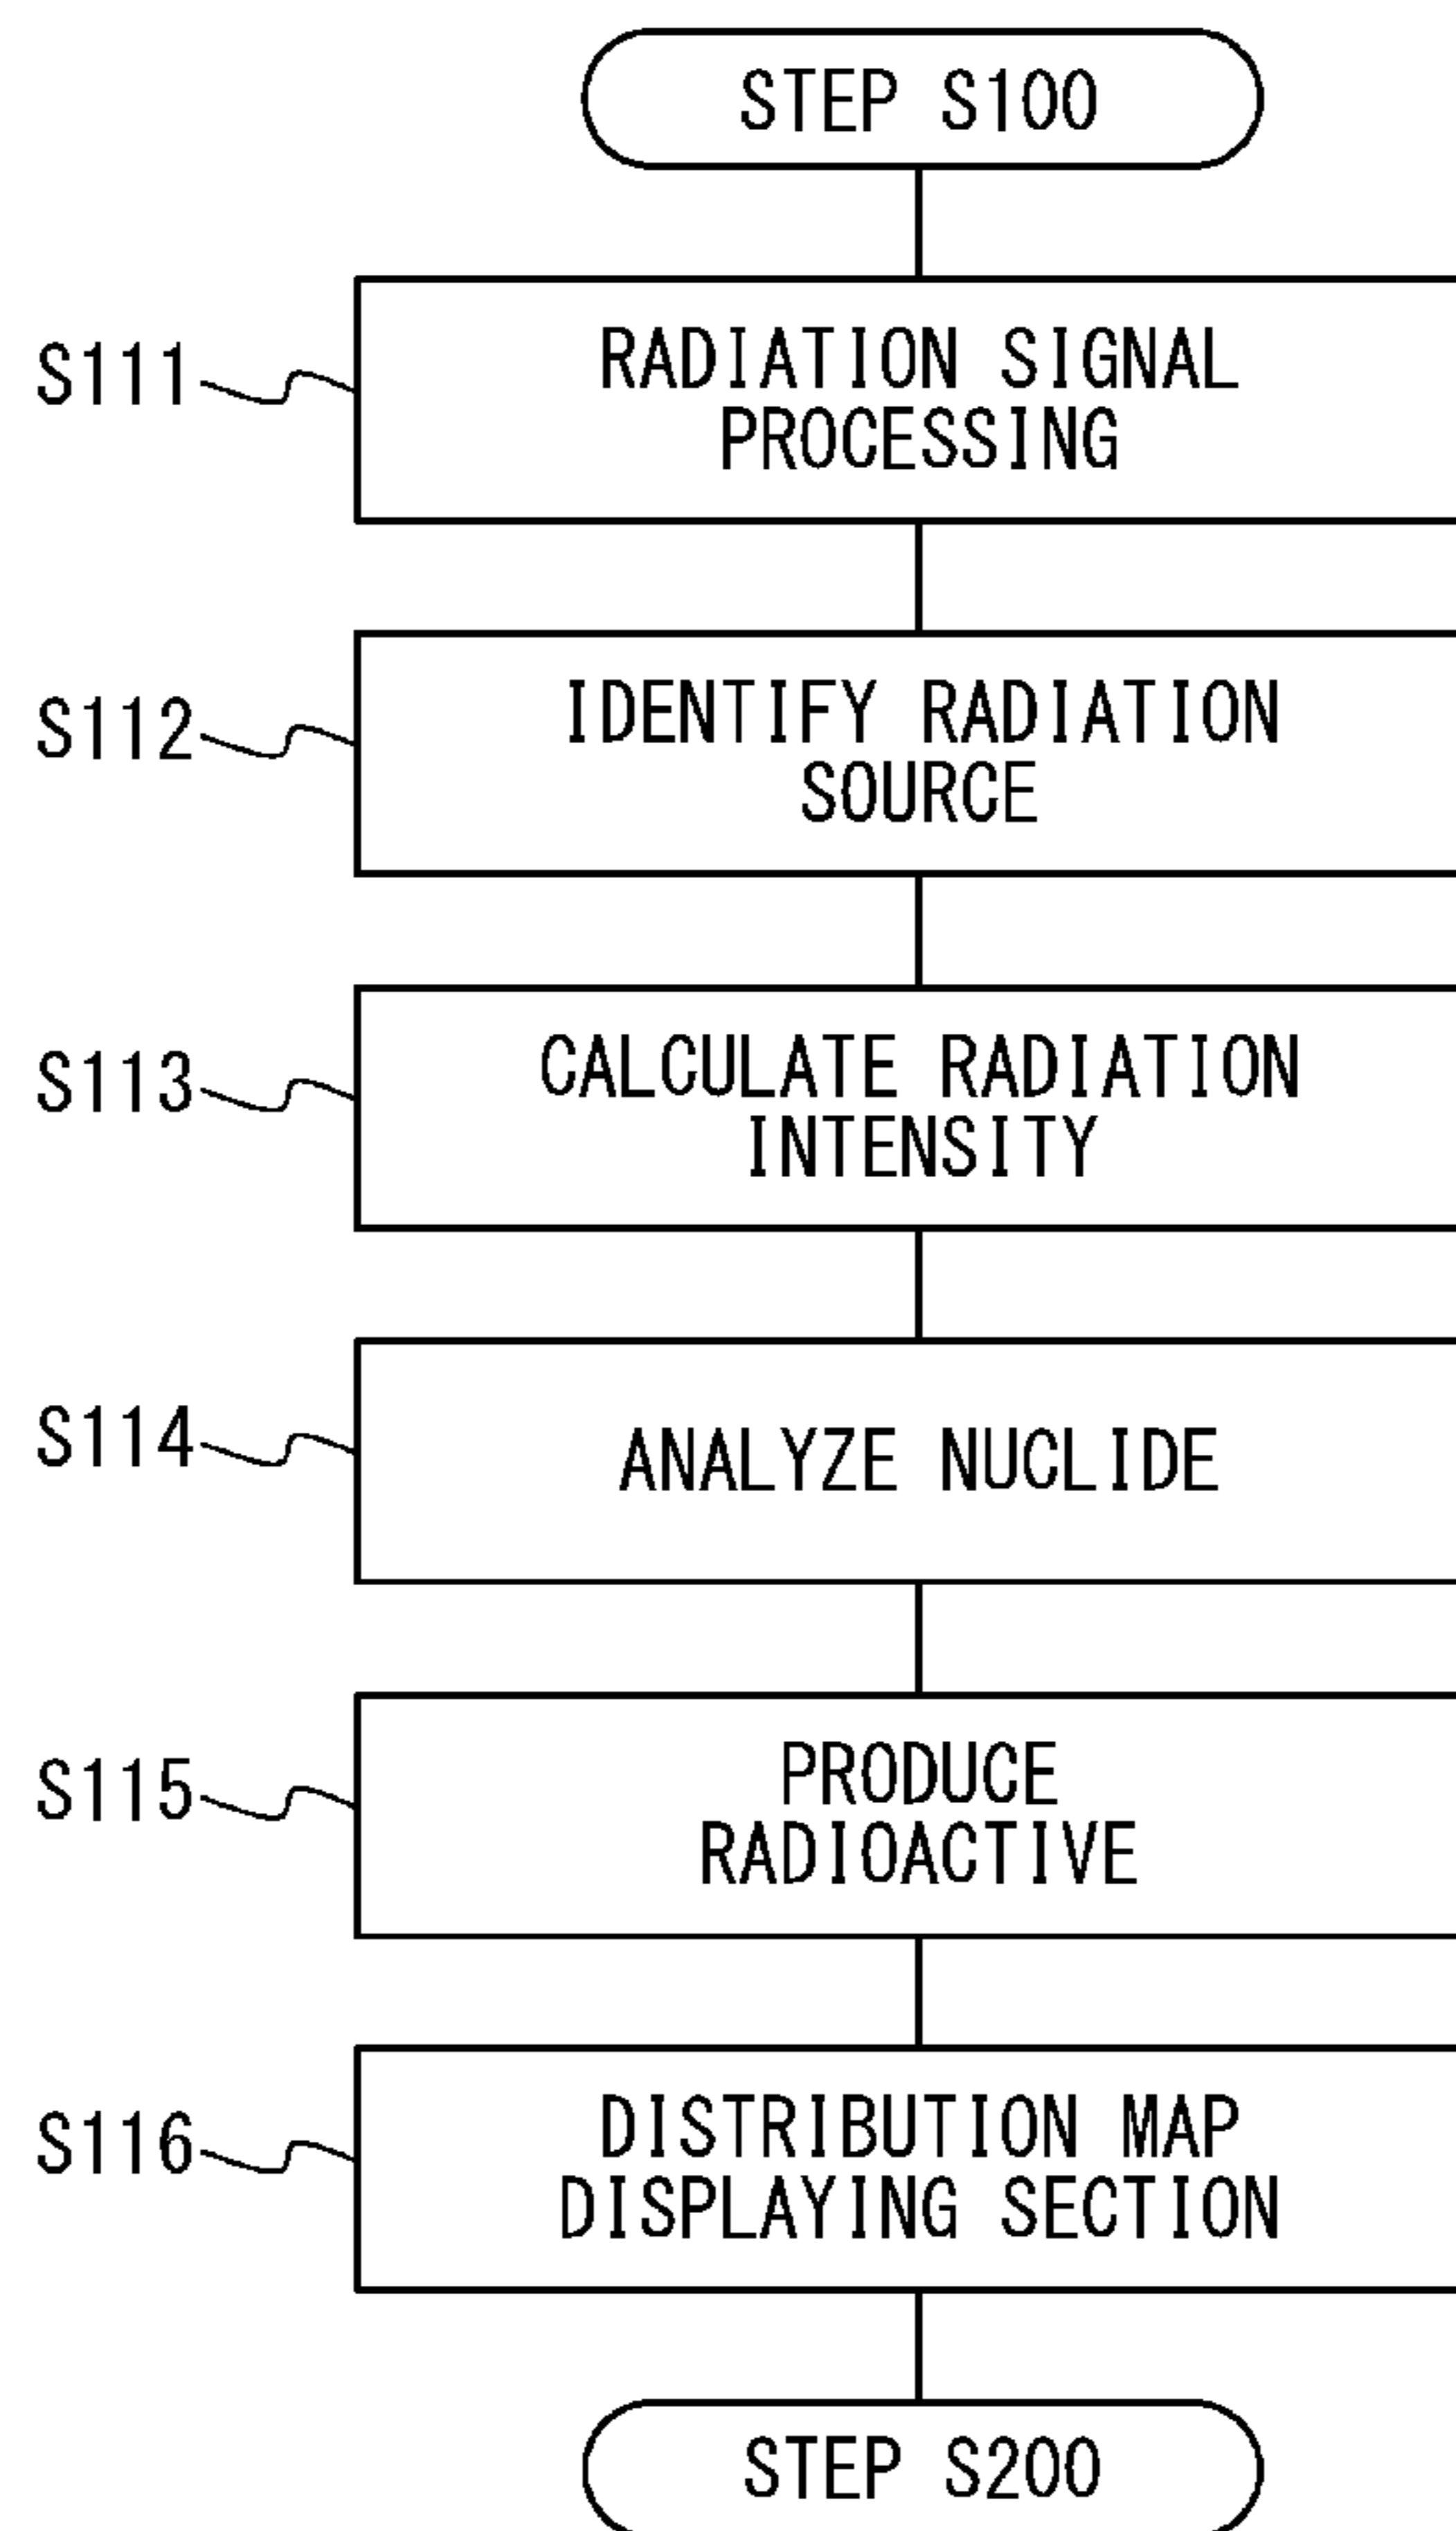 STEP S100
S111
RADIATION SIGNAL
PROCESSING
S112
IDENTIFY RADIATION
SOURCE
S113
CALCULATE RADIATION
INTENSITY
S114
ANALYZE NUCLIDE
S115
PRODUCE
RADIOACTIVE
S116
DISTRIBUTION MAP
DISPLAYING SECTION
STEP S200